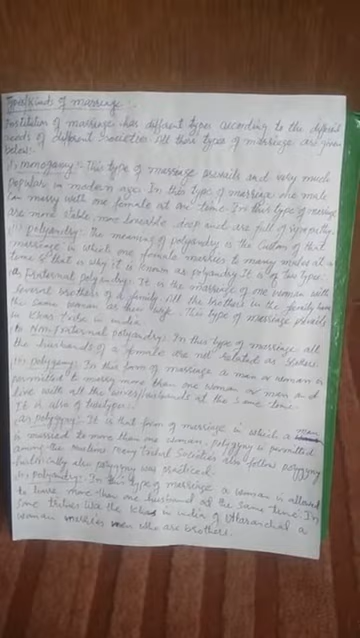 Types/kinds of marriage :-
Institution of marriage has different types according to the different
needs of different societies. All these types of marriage are given
below:-
(i) monogamy :- This type of marriage prevails and very much
popular in modern age. In this type of marriage one male
can marry with one female at one time. In this type of marriage
are more stable, more durable, deep and are full of sympathy.
(ii) polyandry: The meaning of polyandry is the custom of that
marriage in which one female marries to many males at a
time & that is why it is known as polyandry. It is of two types:-
(a) Fraternal polyandry: It is the marriage of one woman with
several brothers of a family. All the brothers in the family have
the same woman as their wife. This type of marriage prevails
in Khas tribe in india.
(b) Non fraternal polyandry: In this type of marriage all
the husbands of a female are not related as
(iii) polygamy: In this form of marriage a man or woman is
permitted to marry more than one woman or man and
live with all the wives/husbands at the same time.
It is also of two types:.
(a) polygyny:- It is that form of marriage in which a man
is married to more than one woman. polygyny is permitted
among the muslims many tribal societies also follow polygyny
historically also polygyny was practiced.
(ii) polyandry:. In this type of marriage a woman is allowed
to have more than one husband at the same time. In
some tribes like the Khas in india of Uttaranchal a
woman marries men who are brothers.